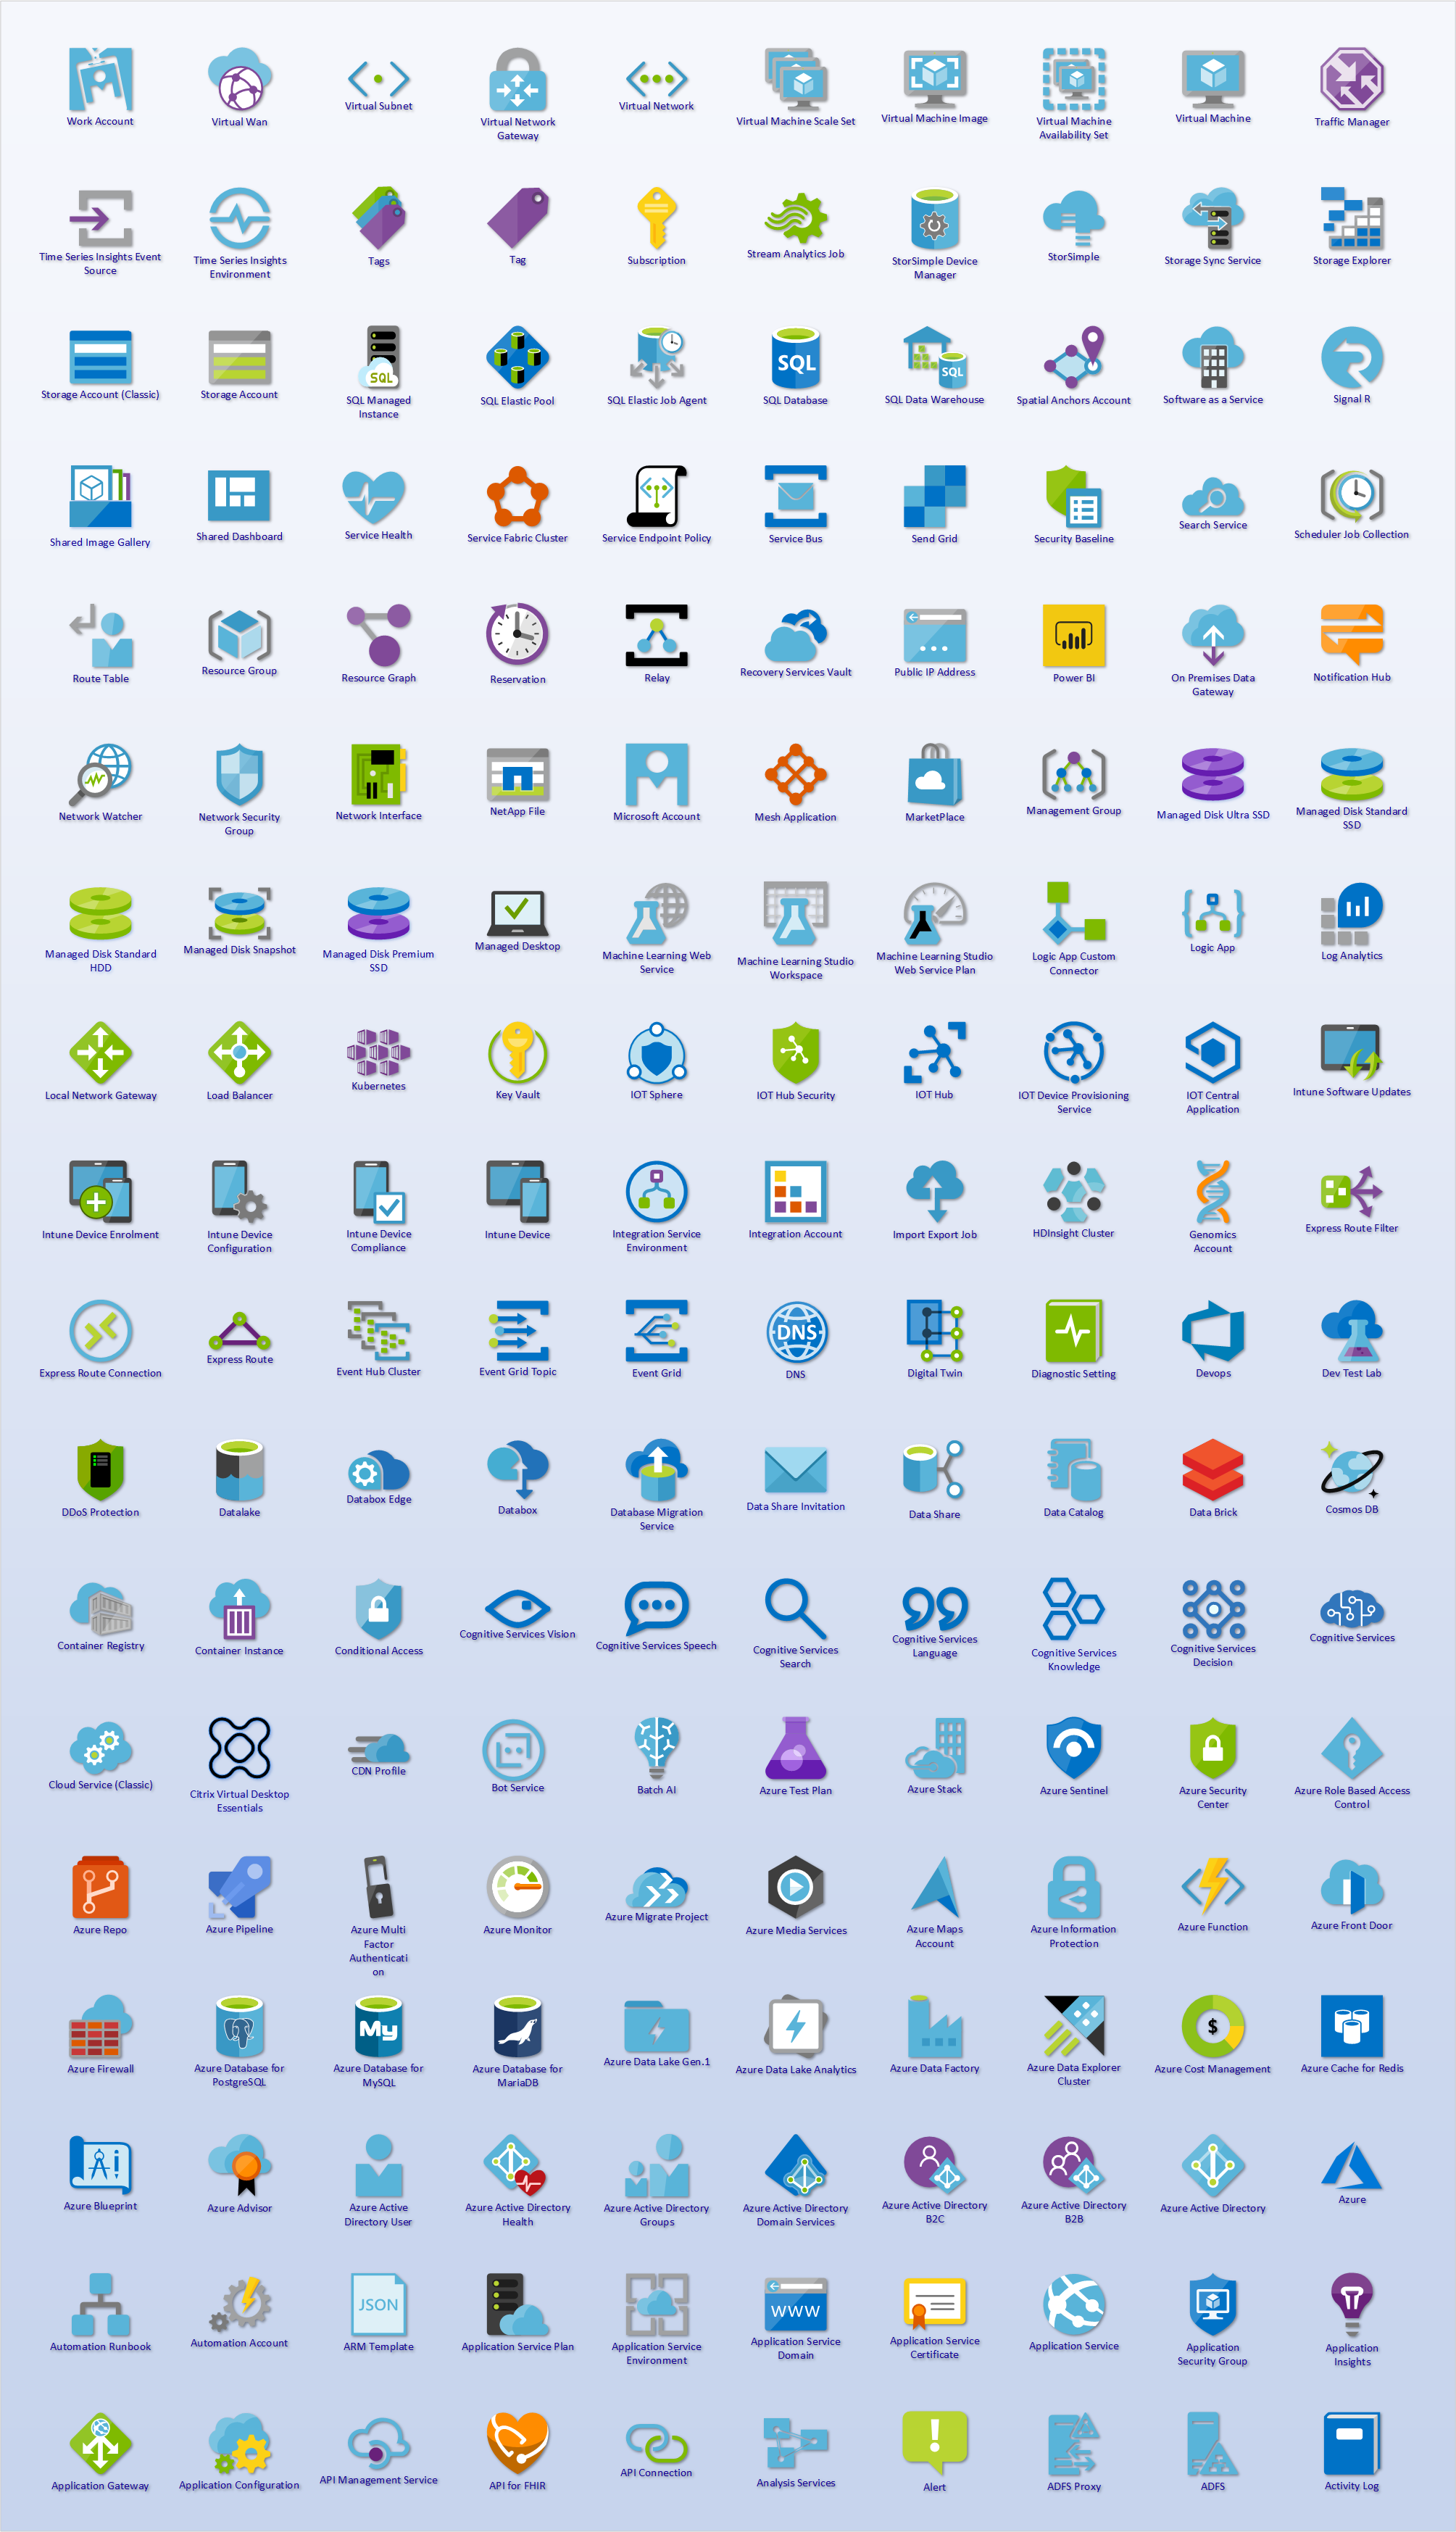 Work Account
Virtual Wan
Virtual Subnet
Virtual Network
Gateway
Virtual Network
Virtual Machine Scale Set
Virtual Machine Image
Virtual Machine
Availability Set
Virtual Machine
Traffic Manager
Time Series Insights Event
Source
Time Series Insights
Environment
Tags
Tag
Subscription
Stream Analytics Job
StorSimple Device
Manager
StorSimple
Storage Sync Service
Storage Explorer
Storage Account (Classic)
Storage Account
SQL
SQL Managed
Instance
SQL Elastic Pool
SQL Elastic Job Agent
SQL
SQL Database
SQL
SQL Data Warehouse
Spatial Anchors Account
Software as a Service
Signal R
Shared Image Gallery
Shared Dashboard
Service Health
Service Fabric Cluster
Service Endpoint Policy
Service Bus
Send Grid
Security Baseline
Search Service
Scheduler Job Collection
Route Table
Resource Group
Resource Graph
Reservation
Relay
Recovery Services Vault
Public IP Address
Power BI
On Premises Data
Gateway
Notification Hub
Network Watcher
Network Security
Group
Network Interface
NetApp File
Microsoft Account
Mesh Application
MarketPlace
Management Group
Managed Disk Ultra SSD
Managed Disk Standard
SSD
Managed Disk Standard
HDD
Managed Disk Snapshot
Managed Disk Premium
SSD
Managed Desktop
Machine Learning Web
Service
Machine Learning Studio
Workspace
Machine Learning Studio
Web Service Plan
Logic App Custom
Connector
Logic App
Log Analytics
Local Network Gateway
Load Balancer
Kubernetes
Key Vault
IOT Sphere
IOT Hub Security
IOT Hub
IOT Device Provisioning
Service
IOT Central
Application
Intune Software Updates
Intune Device Enrolment
Intune Device
Configuration
Intune Device
Compliance
Intune Device
Integration Service
Environment
Integration Account
Import Export Job
HDInsight Cluster
Genomics
Account
Express Route Filter
Express Route Connection
Express Route
Event Hub Cluster
Event Grid Topic
Event Grid
DNS
DNS
Digital Twin
Diagnostic Setting
Devops
Dev Test Lab
DDoS Protection
Datalake
Databox Edge
Databox
Database Migration
Service
Data Share Invitation
Data Share
Data Catalog
Data Brick
Cosmos DB
Container Registry
Container Instance
Conditional Access
Cognitive Services Vision
Cognitive Services Speech
Cognitive Services
Search
Cognitive Services
Language
Cognitive Services
Knowledge
Cognitive Services
Decision
Cognitive Services
Cloud Service (Classic)
Citrix Virtual Desktop
Essentials
CDN Profile
Bot Service
Batch AI
Azure Test Plan
Azure Stack
Azure Sentinel
Azure Security
Center
Azure Role Based Access
Control
Azure Repo
Azure Pipeline
Azure Multi
Factor
Authenticati
on
Azure Monitor
Azure Migrate Project
Azure Media Services
Azure Maps
Account
Azure Information
Protection
Azure Function
Azure Front Door
Azure Firewall
Azure Database for
PostgreSQL
My
Azure Database for
MySQL
Azure Database for
MariaDB
Azure Data Lake Gen.1
Azure Data Lake Analytics
Azure Data Factory
Azure Data Explorer
Cluster
$
Azure Cost Management
Azure Cache for Redis
Azure Blueprint
Azure Advisor
Azure Active
Directory User
Azure Active Directory
Health
Azure Active Directory
Groups
Azure Active Directory
Domain Services
Azure Active Directory
B2C
Azure Active Directory
B2B
Azure Active Directory
Azure
Automation Runbook
Automation Account
JSON
ARM Template
Application Service Plan
Application Service
Environment
WWW
Application Service
Domain
Application Service
Certificate
Application Service
Application
Security Group
Application
Insights
Application Gateway
Application Configuration
API Management Service
API for FHIR
API Connection
Analysis Services
!
Alert
ADFS Proxy
ADFS
Activity Log